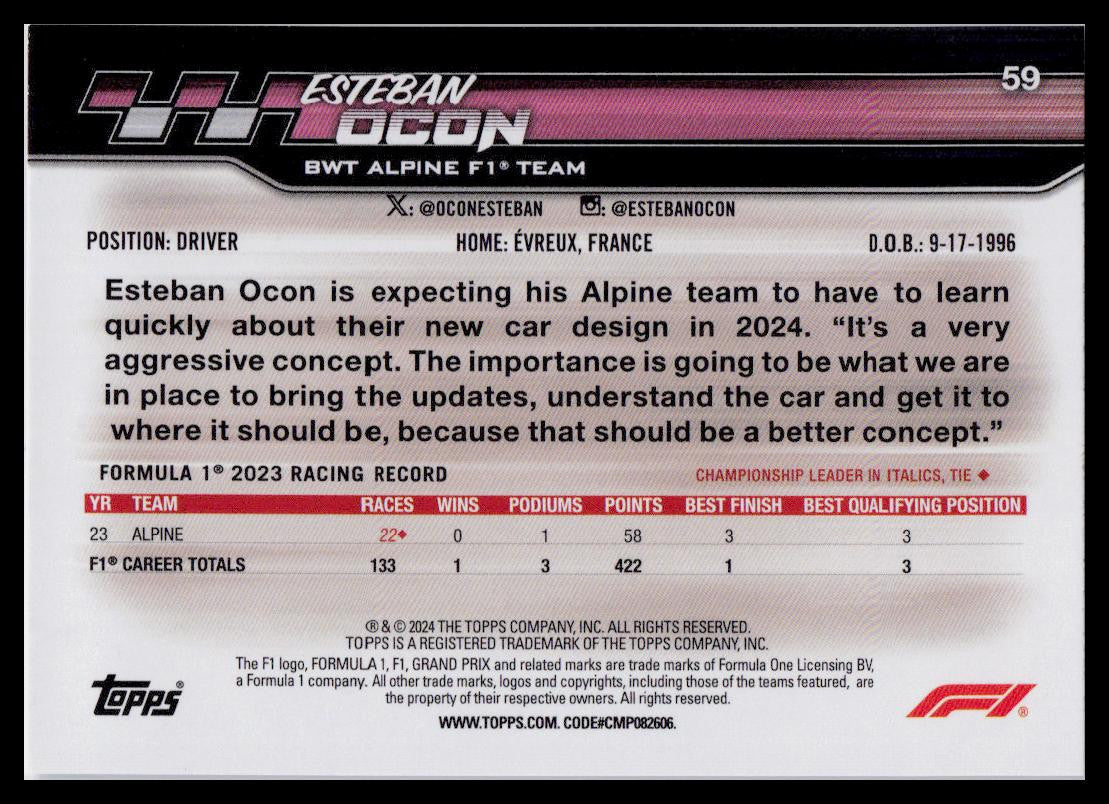 59
ESTEBAN
OCON
BWT ALPINE F1® TEAM
X: @OCONESTEBAN : @ESTEBANOCON
POSITION: DRIVER HOME: ÉVREUX, FRANCE D.O.B.: 9-17-1996
Esteban Ocon is expecting his Alpine team to have to learn
quickly about their new car design in 2024. “It’s a very
aggressive concept. The importance is going to be what we are
in place to bring the updates, understand the car and get it to
where it should be, because that should be a better concept.”
FORMULA 1® 2023 RACING RECORD CHAMPIONSHIP LEADER IN ITALICS, TIE ◆
YR TEAM RACES WINS PODIUMS POINTS BEST FINISH BEST QUALIFYING POSITION
23 ALPINE 22◆ 0 1 58 3 3
F1® CAREER TOTALS 133 1 3 422 1 3
® & © 2024 THE TOPPS COMPANY, INC. ALL RIGHTS RESERVED.
TOPPS IS A REGISTERED TRADEMARK OF THE TOPPS COMPANY, INC.
The F1 logo, FORMULA 1, F1, GRAND PRIX and related marks are trade marks of Formula One Licensing BV,
a Formula 1 company. All other trade marks, logos and copyrights, including those of the teams featured, are
the property of their respective owners. All rights reserved.
WWW.TOPPS.COM. CODE#CMP082606.
topps®
F1®